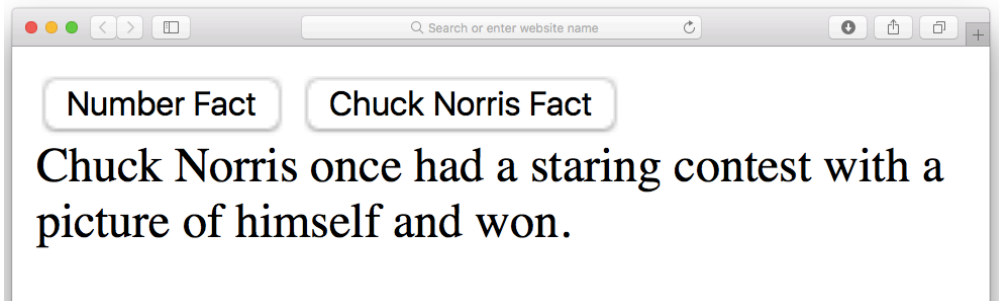 Search or enter website name
Number Fact Chuck Norris Fact
Chuck Norris once had a staring contest with a
picture of himself and won.